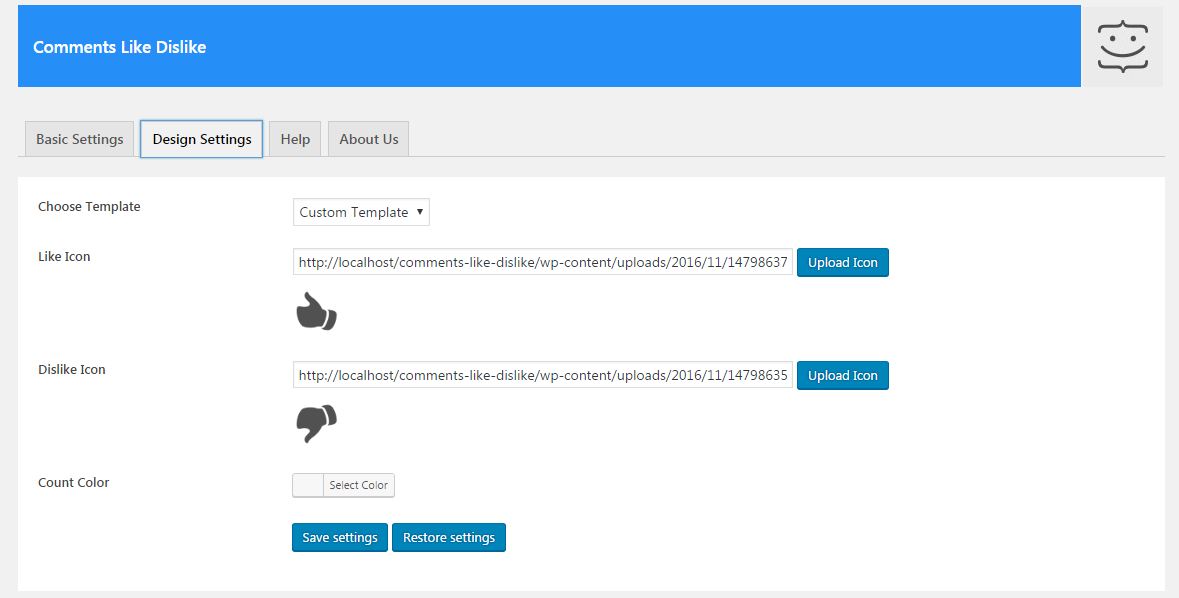 Comments Like Dislike
Basic Settings Design Settings Help About Us
Choose Template Custom Template
Like Icon http://localhost/comments-like-dislike/wp-content/uploads/2016/11/14798637 Upload Icon
Dislike Icon http://localhost/comments-like-dislike/wp-content/uploads/2016/11/14798635 Upload Icon
Count Color Select Color
Save settings Restore settings